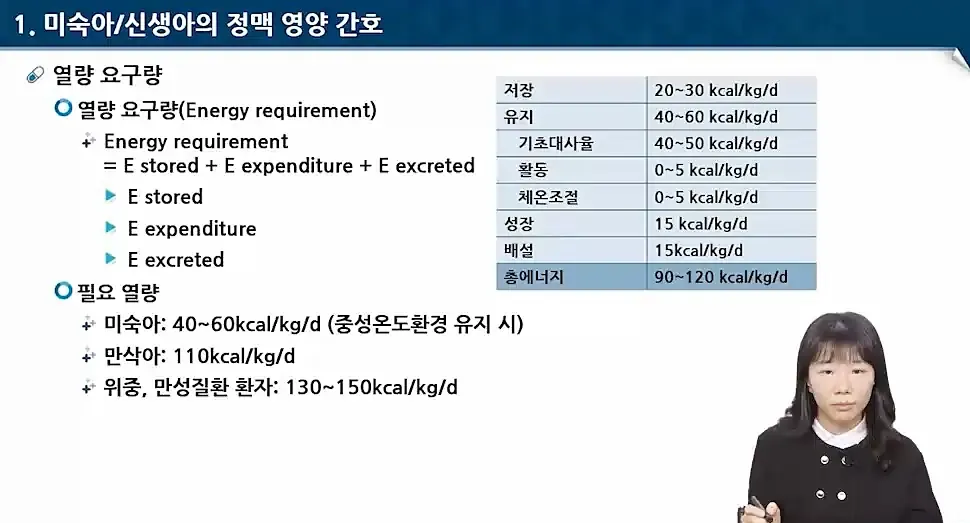 1. 미숙아/신생아의 정맥 영양 간호
열량 요구량
열량 요구량(Energy requirement)
Energy requirement
= E stored + E expenditure + E excreted
E stored
E expenditure
E excreted
필요 열량
미숙아: 40~60kcal/kg/d (중성온도환경 유지 시)
만삭아: 110kcal/kg/d
위중, 만성질환 환자: 130~150kcal/kg/d
저장 20~30 kcal/kg/d
유지 40~60 kcal/kg/d
기초대사율 40~50 kcal/kg/d
활동 0~5 kcal/kg/d
체온조절 0~5 kcal/kg/d
성장 15 kcal/kg/d
배설 15kcal/kg/d
총에너지 90~120 kcal/kg/d